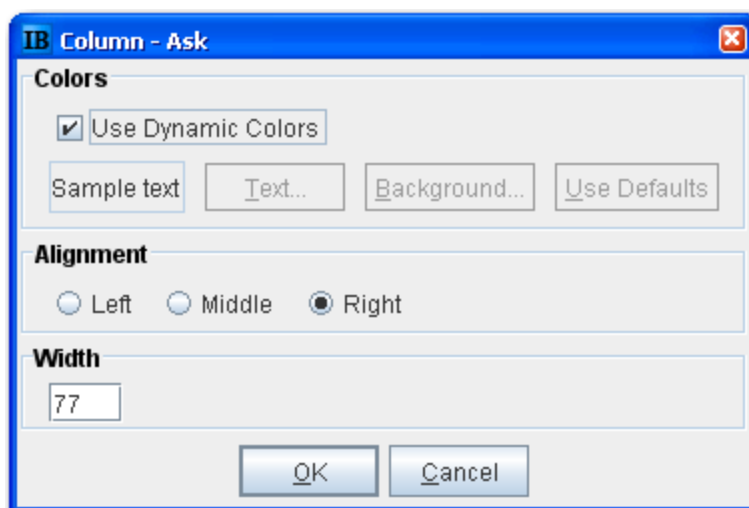 IB Column - Ask
Colors
Use Dynamic Colors
Sample text Text... Background... Use Defaults
Alignment
Left Middle Right
Width
77
OK Cancel